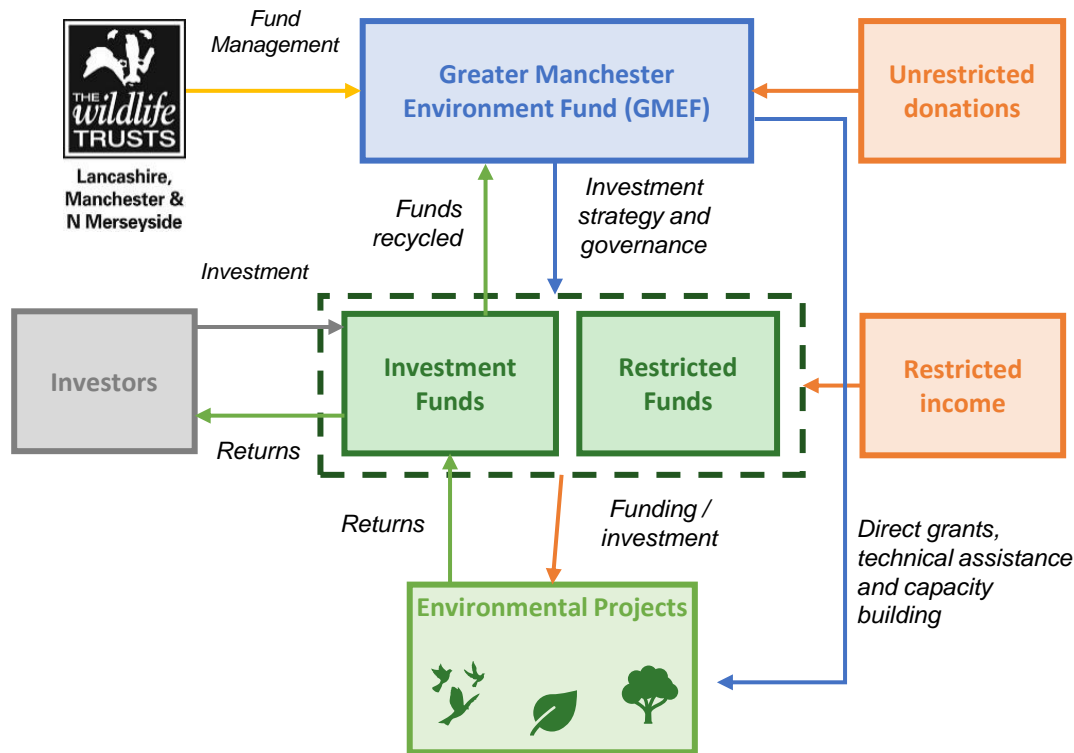 Fund
Management
THE
wildlife
TRUSTS
Lancashire,
Manchester &
N Merseyside
Greater Manchester
Environment Fund (GMEF)
Unrestricted
donations
Funds
recycled
Investment
strategy and
governance
Investment
Investors
Investment
Funds
Restricted
Funds
Restricted
income
Returns
Returns
Funding /
investment
Direct grants,
technical assistance
and capacity
building
Environmental Projects